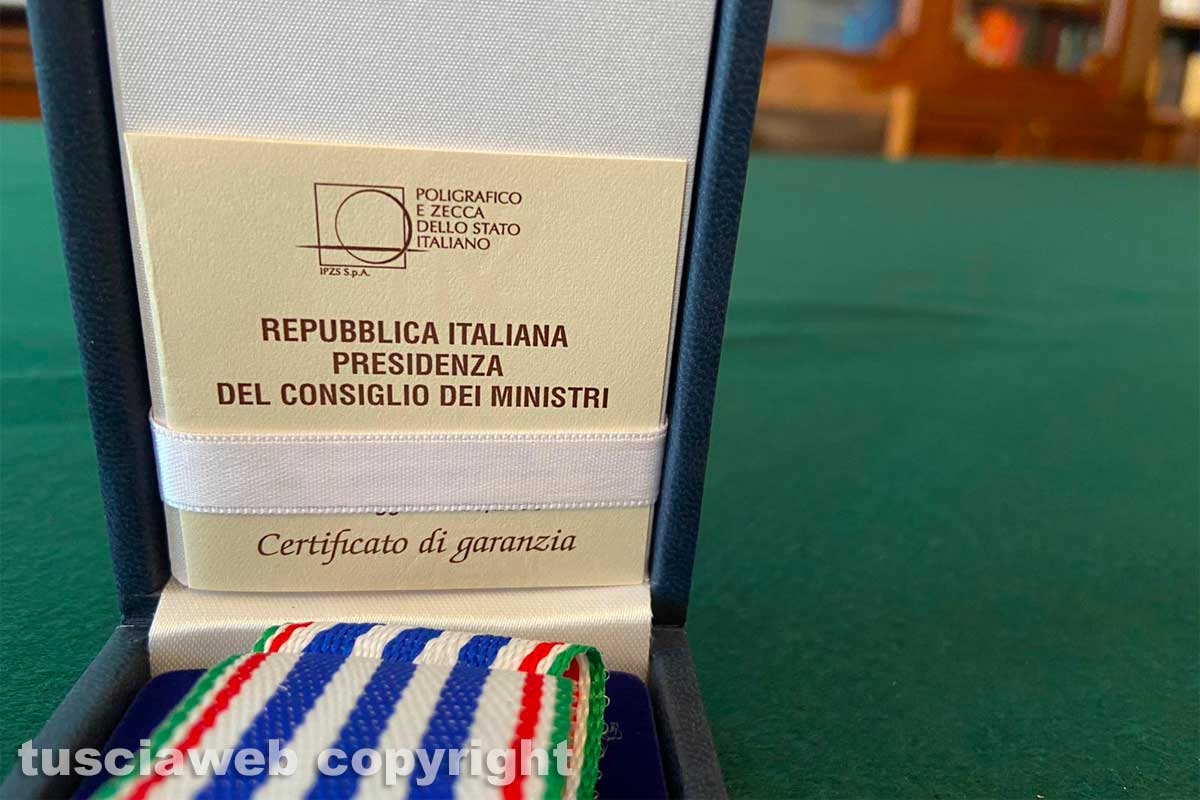 POLIGRAFICO
E ZECCA
DELLO STATO
ITALIANO
IPZS S.p.A.
REPUBBLICA ITALIANA
PRESIDENZA
DEL CONSIGLIO DEI MINISTRI
Certificato di garanzia
tusciaweb copyright